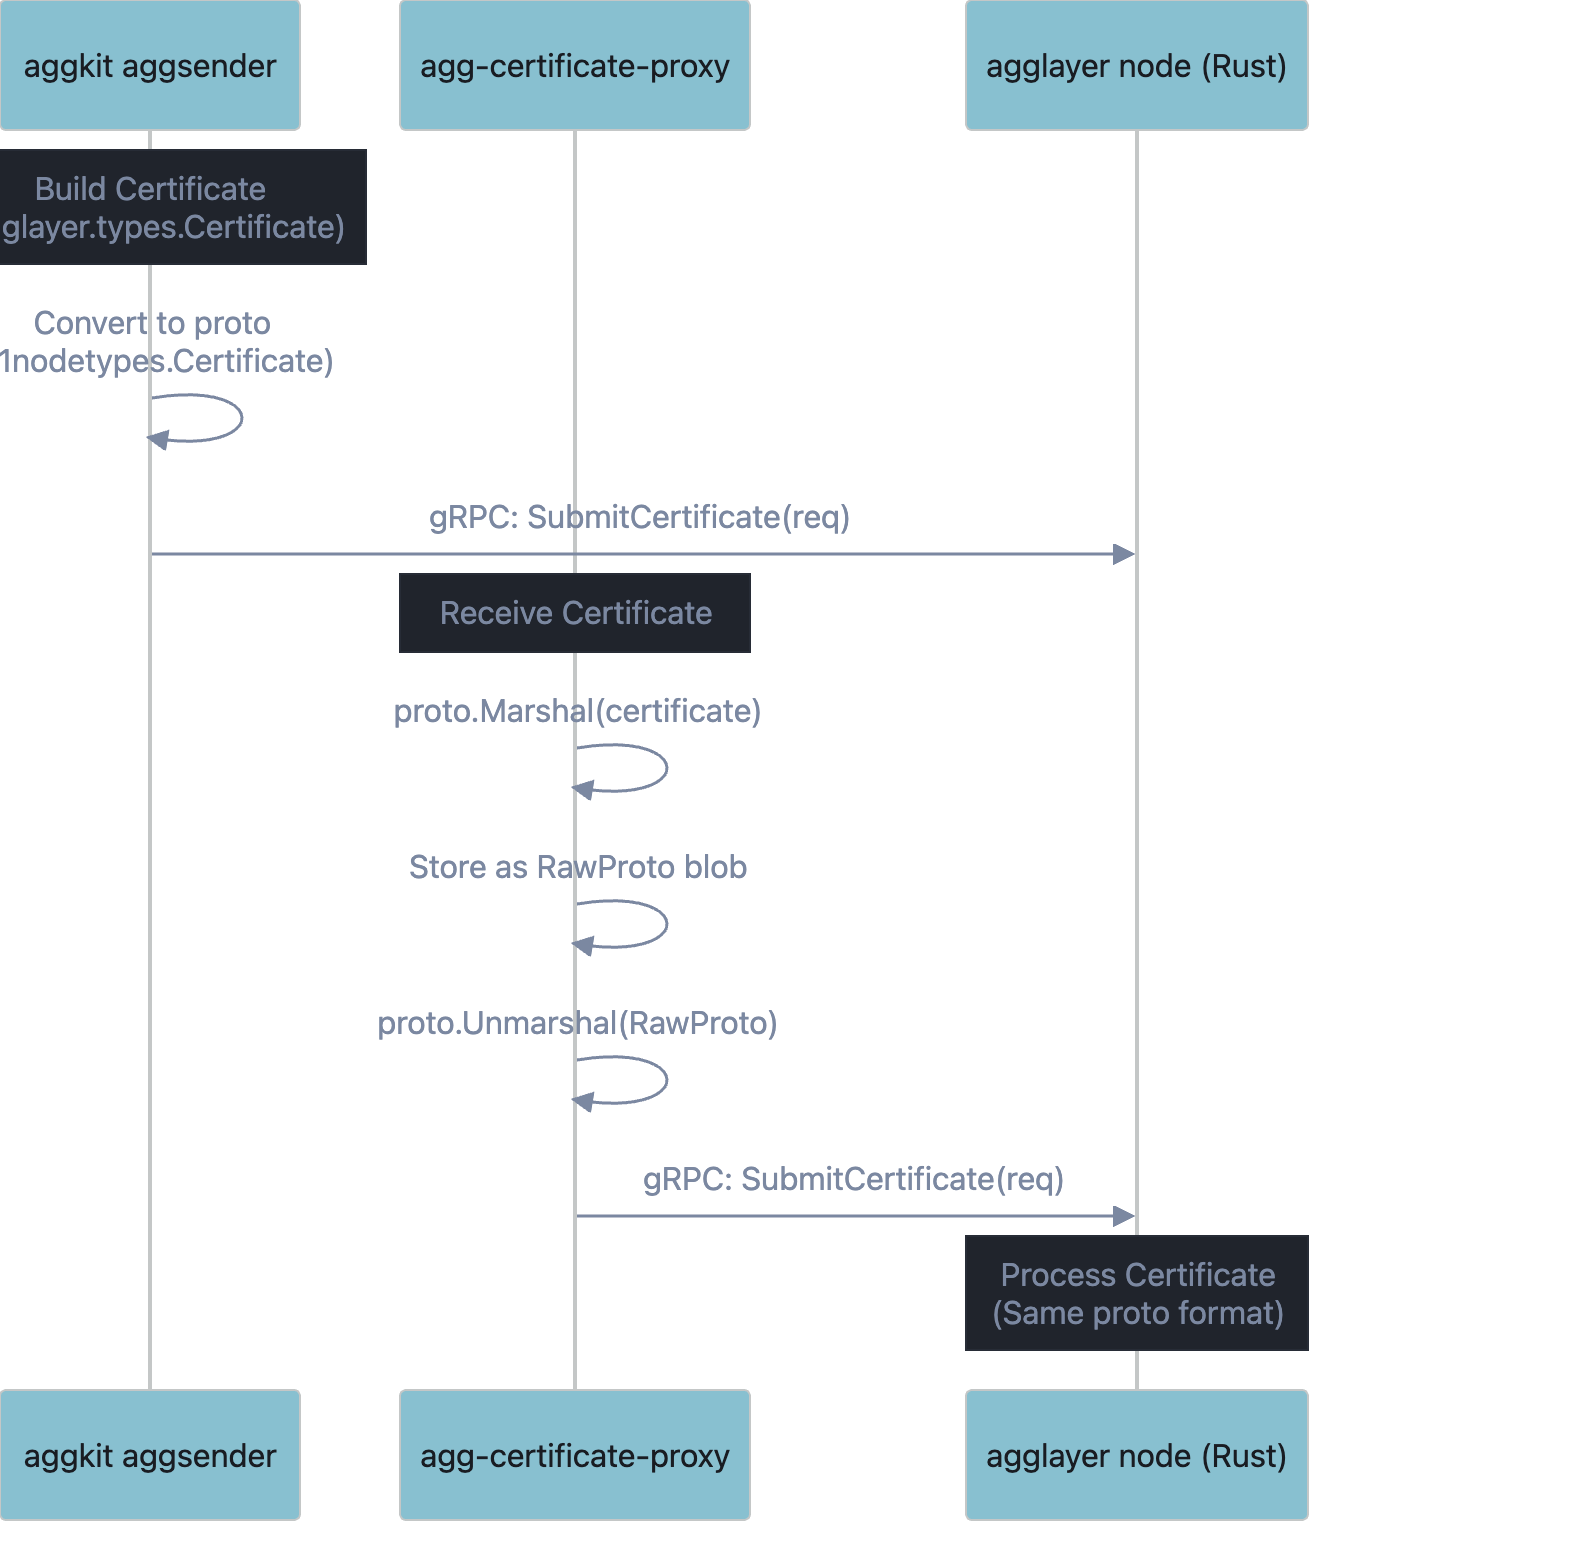 aggkit aggsender
agg-certificate-proxy
agglayer node (Rust)
Build Certificate
glayer.types.Certificate)
Convert to proto
1nodetypes.Certificate)
gRPC: SubmitCertificate(req)
Receive Certificate
proto.Marshal(certificate)
Store as RawProto blob
proto.Unmarshal(RawProto)
gRPC: SubmitCertificate(req)
Process Certificate
(Same proto format)
aggkit aggsender
agg-certificate-proxy
agglayer node (Rust)